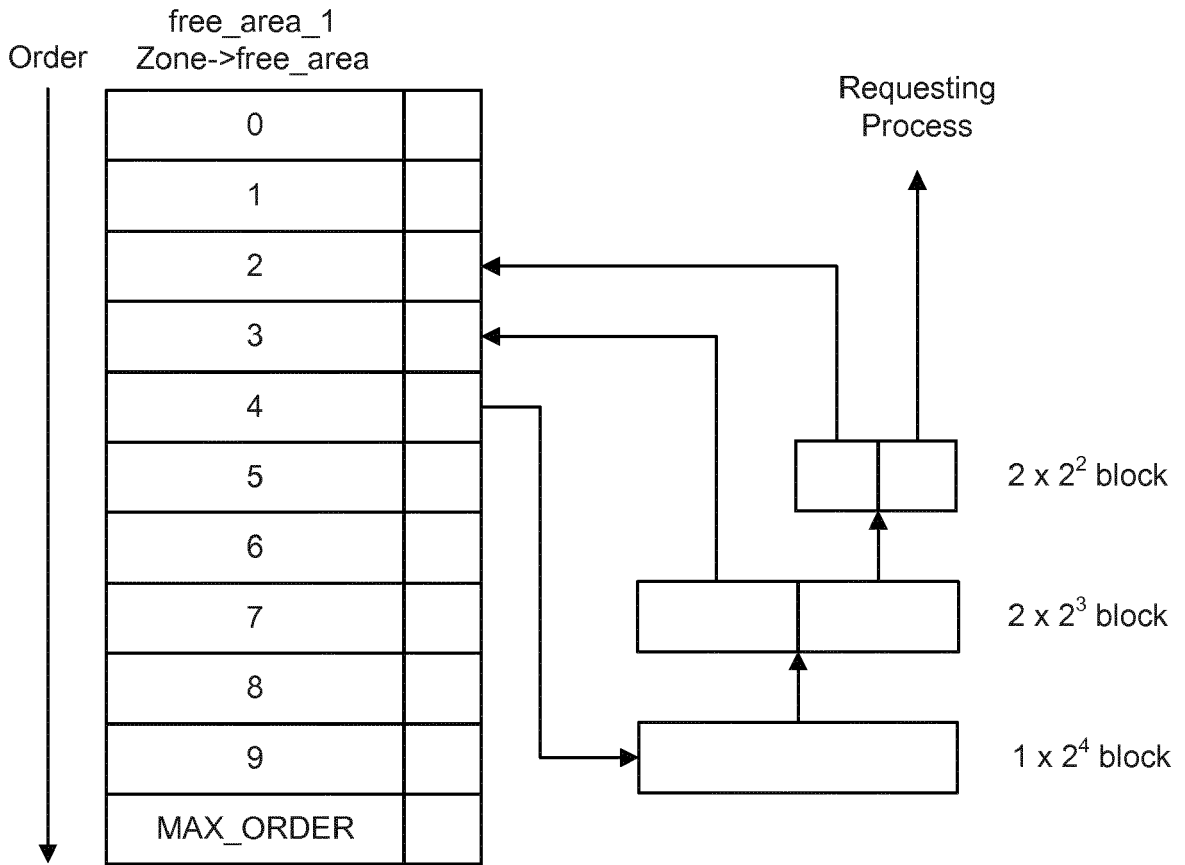 free_area_1
Order
Zone->free_area
0
1
2
3
4
5
6
7
8
9
MAX_ORDER
Requesting
Process
2 x 2² block
2 x 2³ block
1 x 2⁴ block